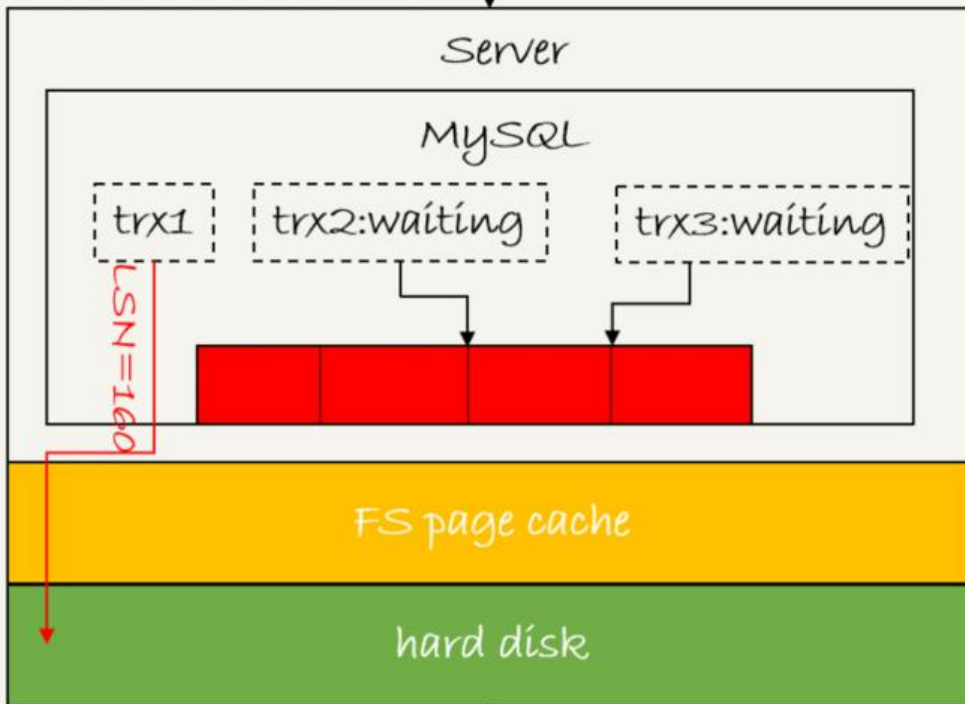 Server
MySQL
trx1
trx2:waiting
trx3:waiting
LSN=160
FS page cache
hard disk